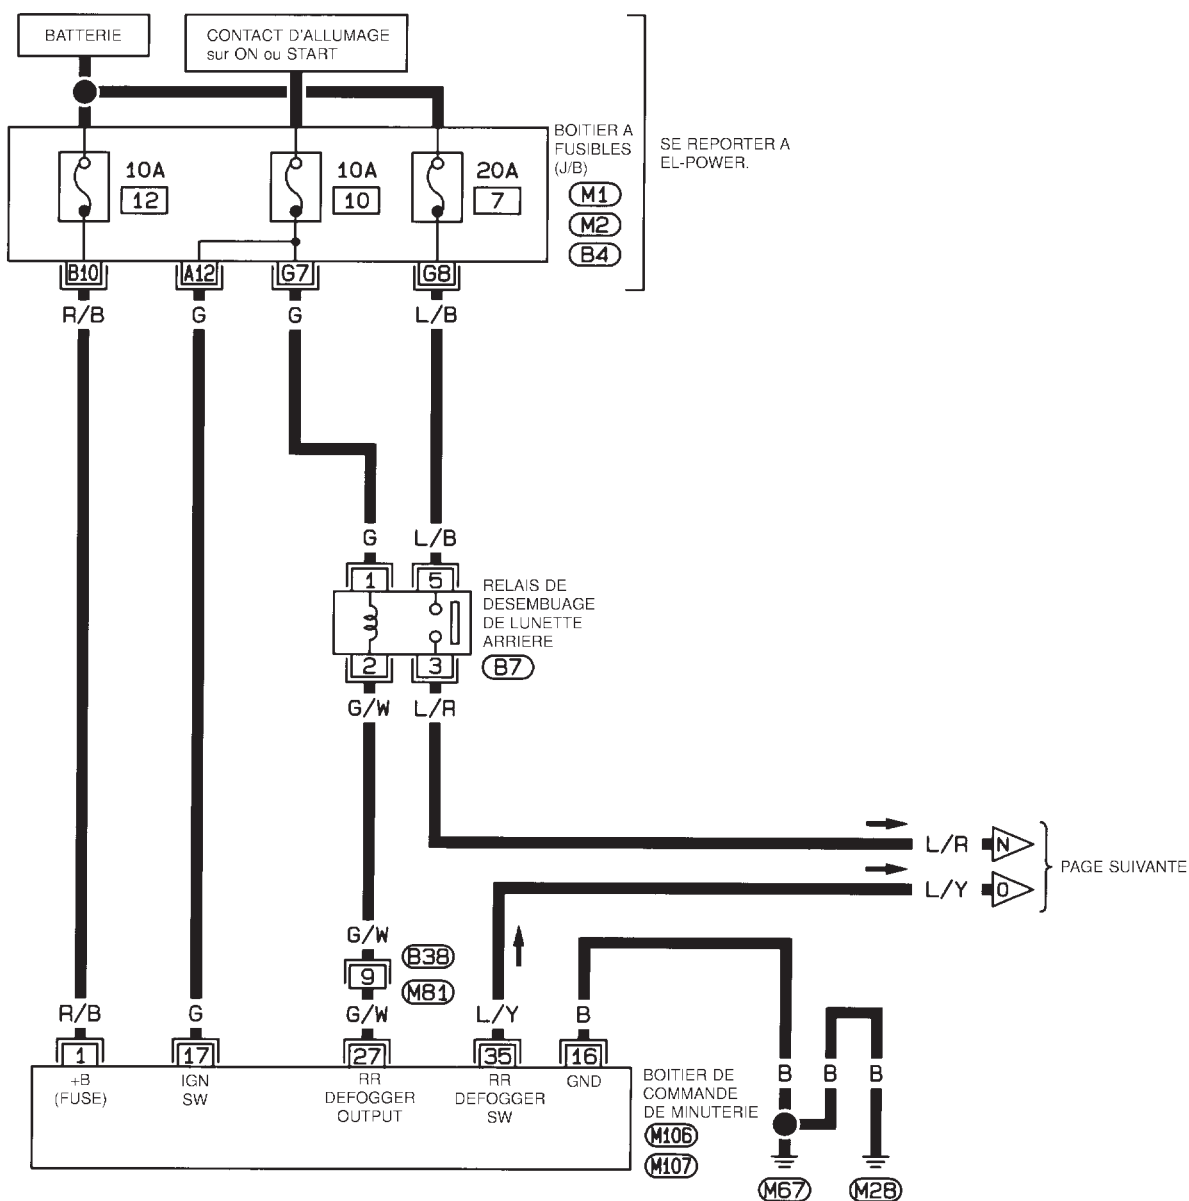 BATTERIE
CONTACT D'ALLUMAGE
sur ON ou START
10A
12
10A
10
20A
7
BOITIER A
FUSIBLES
(J/B)
M1
M2
B4
SE REPORTER A
EL-POWER.
B10
A12
G7
G8
R/B
G
G
L/B
G
L/B
1
5
RELAIS DE
DESEMBUAGE
DE LUNETTE
ARRIERE
B7
2
3
G/W
L/R
L/R
N
L/Y
O
PAGE SUIVANTE
G/W
9
B38
M81
R/B
G
G/W
L/Y
B
1
17
27
35
16
+B
(FUSE)
IGN
SW
RR
DEFOGGER
OUTPUT
RR
DEFOGGER
SW
GND
BOITIER DE
COMMANDE
DE MINUTERIE
M106
M107
B
B
B
M67
M28